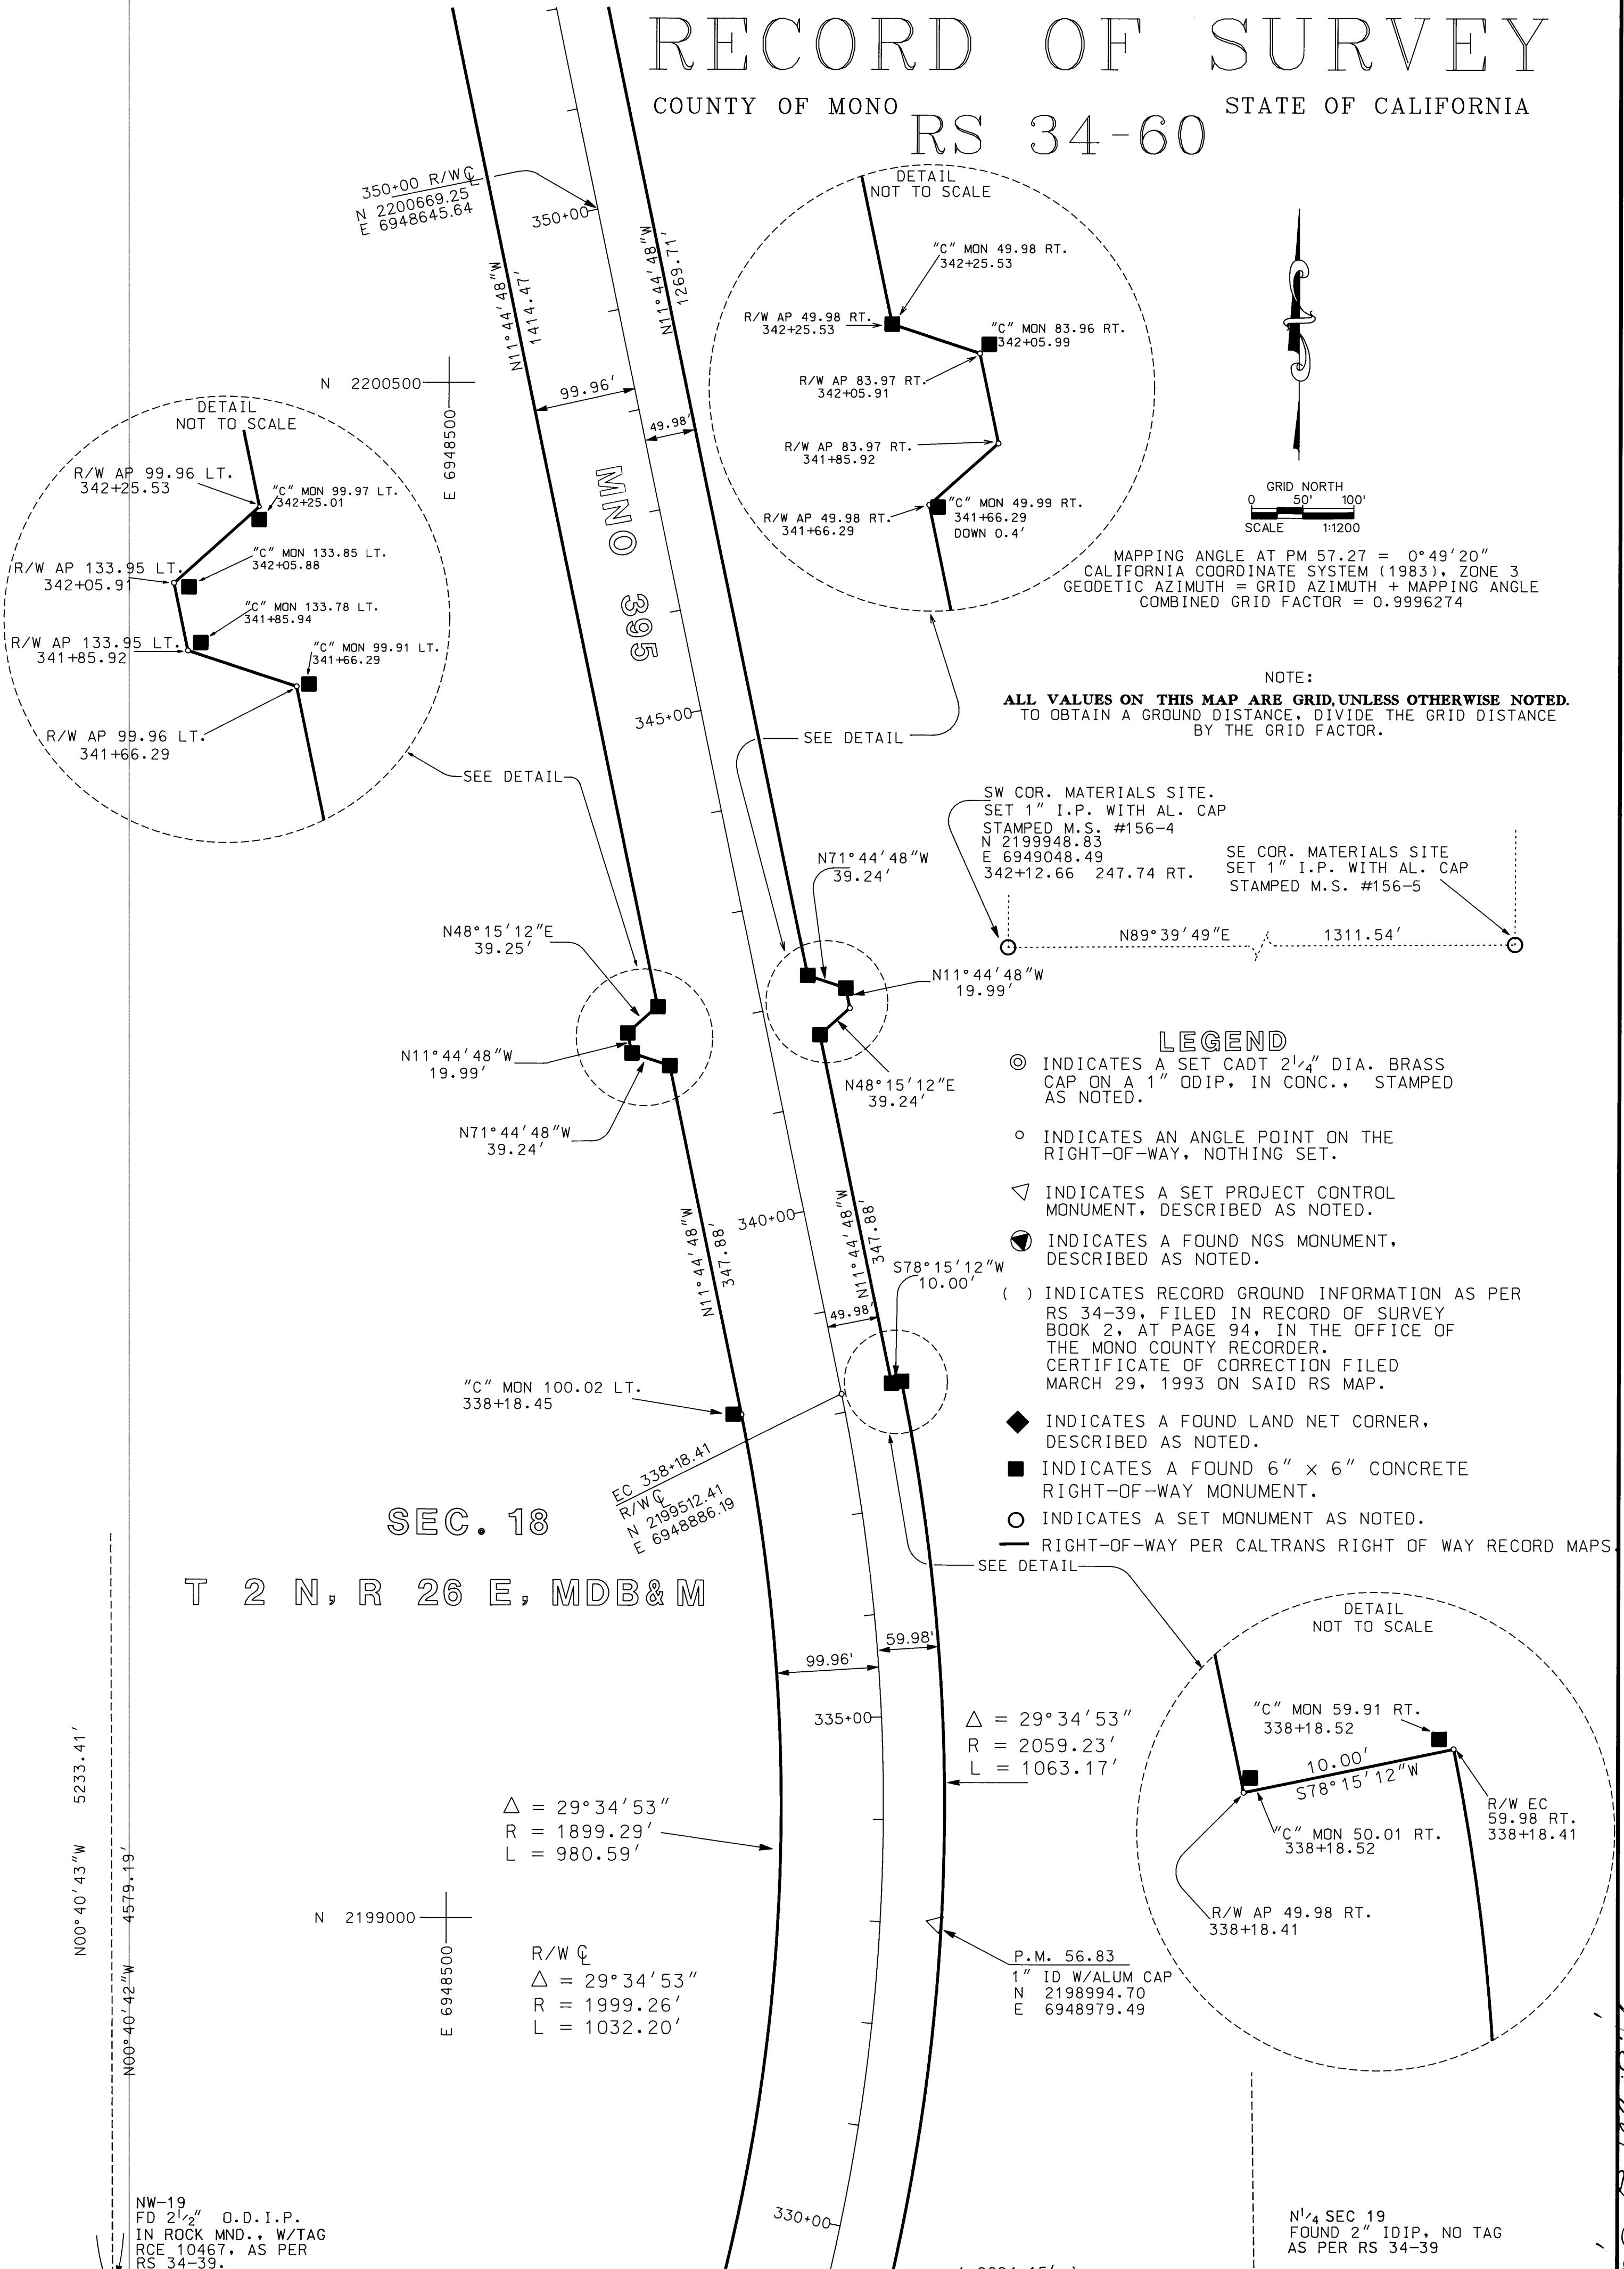 RECORD OF SURVEY
COUNTY OF MONO
STATE OF CALIFORNIA
RS 34-60
350+00 R/W ℄
N 2200669.25
E 6948645.64
350+00
N11°44'48"W
1414.47'
N11°44'48"W
1269.71'
N 2200500
E 6948500
99.96'
49.98'
MNO 395
DETAIL
NOT TO SCALE
"C" MON 49.98 RT.
342+25.53
R/W AP 49.98 RT.
342+25.53
"C" MON 83.96 RT.
342+05.99
R/W AP 83.97 RT.
342+05.91
R/W AP 83.97 RT.
341+85.92
R/W AP 49.98 RT.
341+66.29
"C" MON 49.99 RT.
341+66.29
DOWN 0.4'
GRID NORTH
0 50' 100'
SCALE 1:1200
MAPPING ANGLE AT PM 57.27 = 0°49'20"
CALIFORNIA COORDINATE SYSTEM (1983), ZONE 3
GEODETIC AZIMUTH = GRID AZIMUTH + MAPPING ANGLE
COMBINED GRID FACTOR = 0.9996274
DETAIL
NOT TO SCALE
R/W AP 99.96 LT.
342+25.53
"C" MON 99.97 LT.
342+25.01
"C" MON 133.85 LT.
342+05.88
R/W AP 133.95 LT.
342+05.91
"C" MON 133.78 LT.
341+85.94
R/W AP 133.95 LT.
341+85.92
"C" MON 99.91 LT.
341+66.29
R/W AP 99.96 LT.
341+66.29
NOTE:
ALL VALUES ON THIS MAP ARE GRID, UNLESS OTHERWISE NOTED.
TO OBTAIN A GROUND DISTANCE, DIVIDE THE GRID DISTANCE
BY THE GRID FACTOR.
345+00
SEE DETAIL
SEE DETAIL
SW COR. MATERIALS SITE.
SET 1" I.P. WITH AL. CAP
STAMPED M.S. #156-4
N 2199948.83
E 6949048.49
342+12.66 247.74 RT.
SE COR. MATERIALS SITE
SET 1" I.P. WITH AL. CAP
STAMPED M.S. #156-5
N89°39'49"E 1311.54'
N71°44'48"W
39.24'
N48°15'12"E
39.25'
N11°44'48"W
19.99'
N11°44'48"W
19.99'
N48°15'12"E
39.24'
N71°44'48"W
39.24'
LEGEND
◎ INDICATES A SET CADT 2 1/4" DIA. BRASS
CAP ON A 1" ODIP, IN CONC., STAMPED
AS NOTED.
○ INDICATES AN ANGLE POINT ON THE
RIGHT-OF-WAY, NOTHING SET.
INDICATES A SET PROJECT CONTROL
MONUMENT, DESCRIBED AS NOTED.
INDICATES A FOUND NGS MONUMENT,
DESCRIBED AS NOTED.
( ) INDICATES RECORD GROUND INFORMATION AS PER
RS 34-39, FILED IN RECORD OF SURVEY
BOOK 2, AT PAGE 94, IN THE OFFICE OF
THE MONO COUNTY RECORDER.
CERTIFICATE OF CORRECTION FILED
MARCH 29, 1993 ON SAID RS MAP.
◆ INDICATES A FOUND LAND NET CORNER,
DESCRIBED AS NOTED.
■ INDICATES A FOUND 6" x 6" CONCRETE
RIGHT-OF-WAY MONUMENT.
○ INDICATES A SET MONUMENT AS NOTED.
RIGHT-OF-WAY PER CALTRANS RIGHT OF WAY RECORD MAPS.
340+00
N11°44'48"W
347.88'
N11°44'48"W
347.88'
S78°15'12"W
10.00'
49.98'
"C" MON 100.02 LT.
338+18.45
EC 338+18.41
R/W ℄
N 2199512.41
E 6948886.19
SEC. 18
T 2 N, R 26 E, MDB&M
SEE DETAIL
59.98'
99.96'
335+00
△ = 29°34'53"
R = 2059.23'
L = 1063.17'
△ = 29°34'53"
R = 1899.29'
L = 980.59'
DETAIL
NOT TO SCALE
"C" MON 59.91 RT.
338+18.52
10.00'
S78°15'12"W
R/W EC
59.98 RT.
338+18.41
"C" MON 50.01 RT.
338+18.52
R/W AP 49.98 RT.
338+18.41
N00°40'43"W 5233.41'
N00°40'42"W 4579.19'
N 2199000
E 6948500
R/W ℄
△ = 29°34'53"
R = 1999.26'
L = 1032.20'
P.M. 56.83
1" ID W/ALUM CAP
N 2198994.70
E 6948979.49
330+00
NW-19
FD 2 1/2" O.D.I.P.
IN ROCK MND., W/TAG
RCE 10467, AS PER
RS 34-39.
N1/4 SEC 19
FOUND 2" IDIP, NO TAG
AS PER RS 34-39